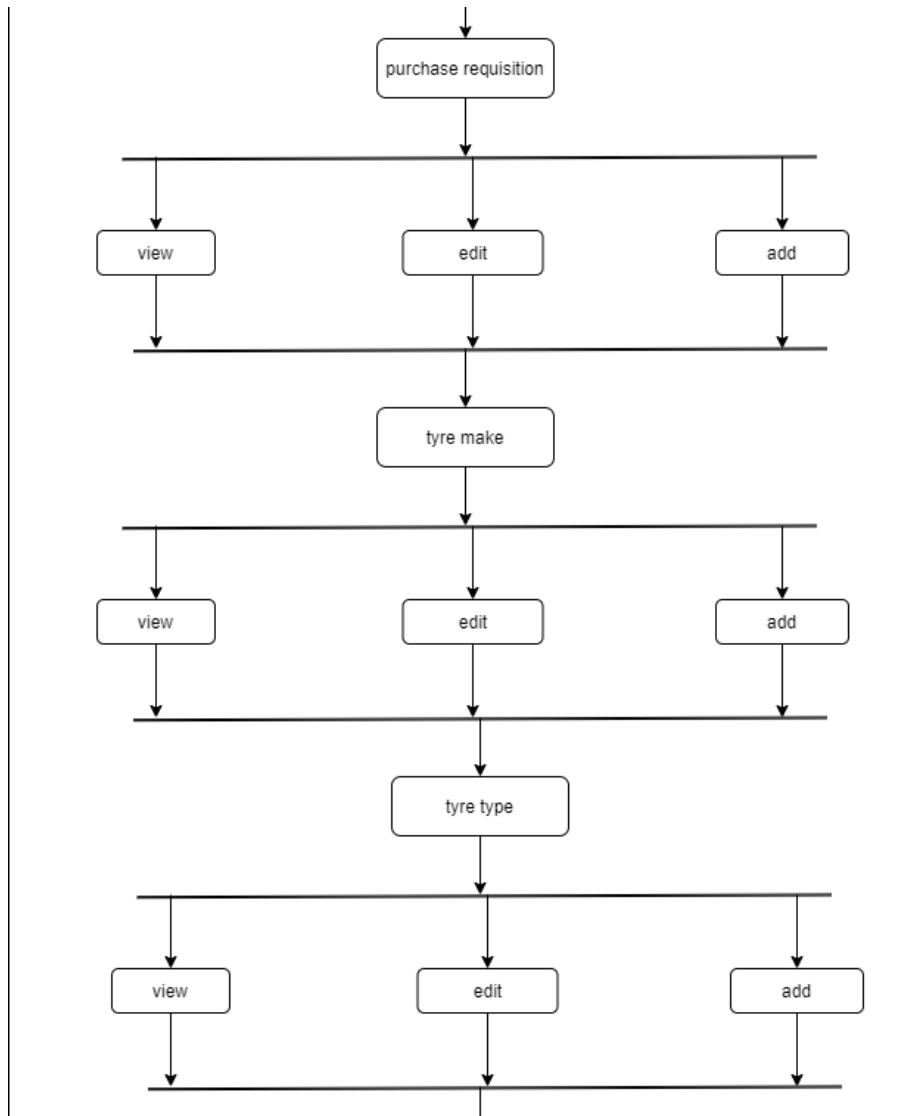 purchase requisition
view
edit
add
tyre make
view
edit
add
tyre type
view
edit
add